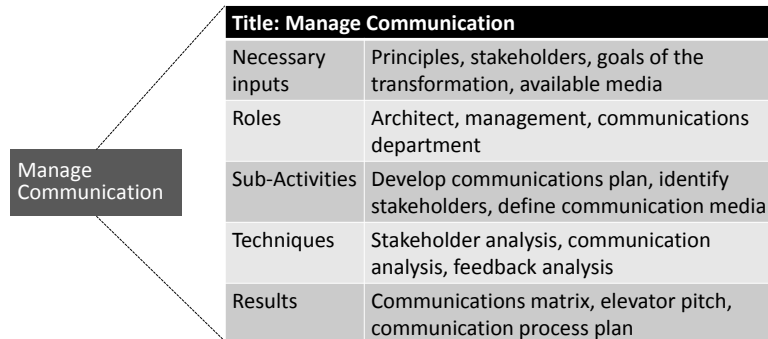 Title: Manage Communication
Necessary
inputs
Principles, stakeholders, goals of the
transformation, available media
Roles
Architect, management, communications
department
Manage
Communication
Sub-Activities
Develop communications plan, identify
stakeholders, define communication media
Techniques
Stakeholder analysis, communication
analysis, feedback analysis
Results
Communications matrix, elevator pitch,
communication process plan